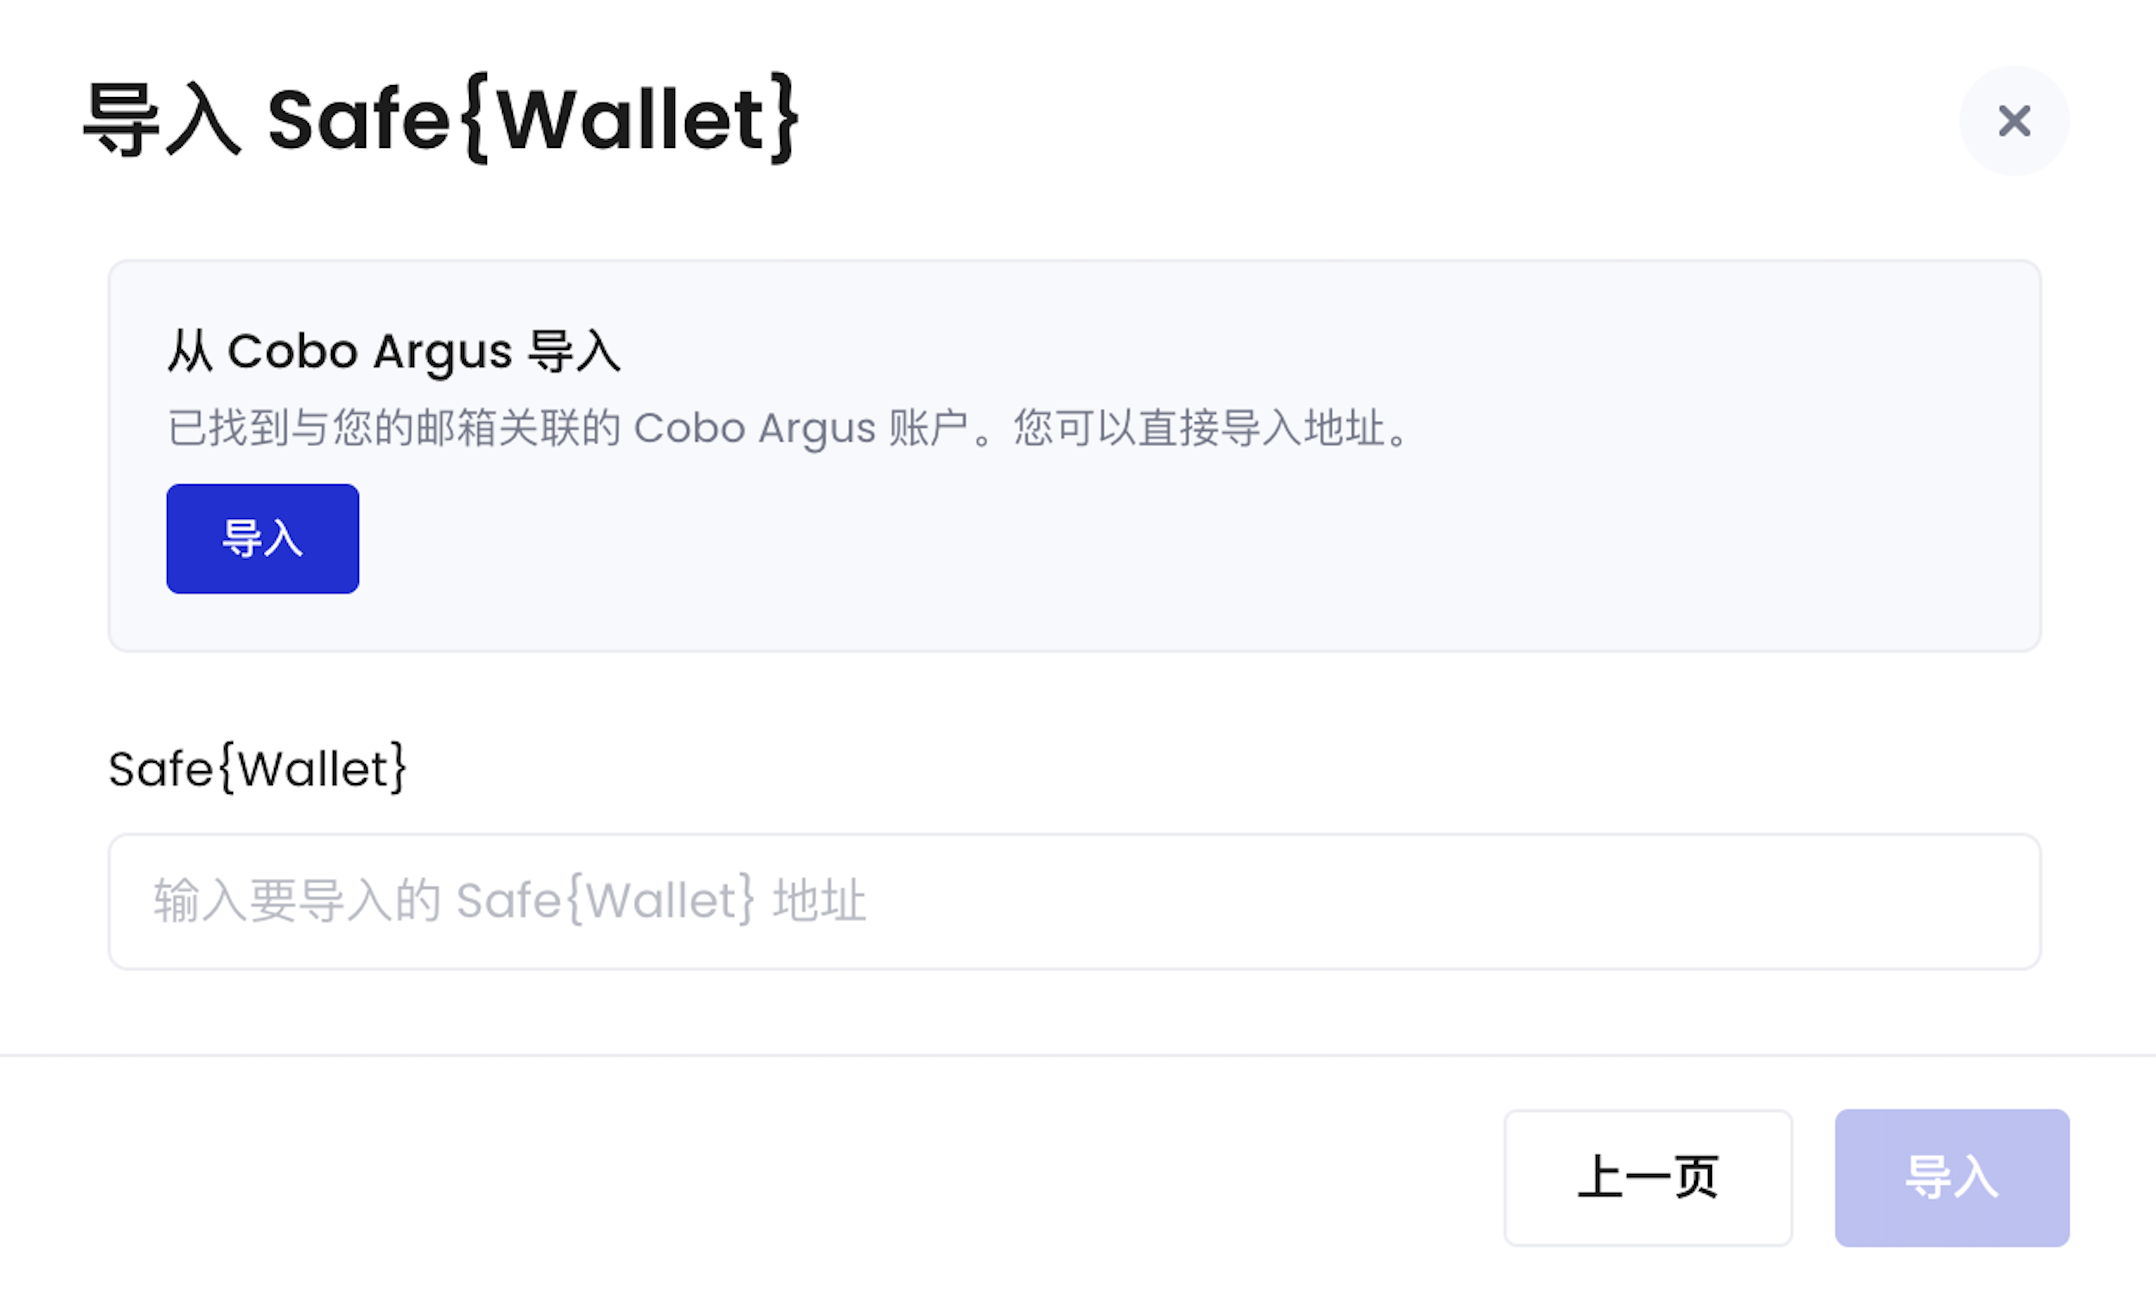 导入 Safe{Wallet}
从 Cobo Argus 导入
已找到与您的邮箱关联的 Cobo Argus 账户。您可以直接导入地址。
导入
Safe{Wallet}
输入要导入的 Safe{Wallet} 地址
上一页
导入